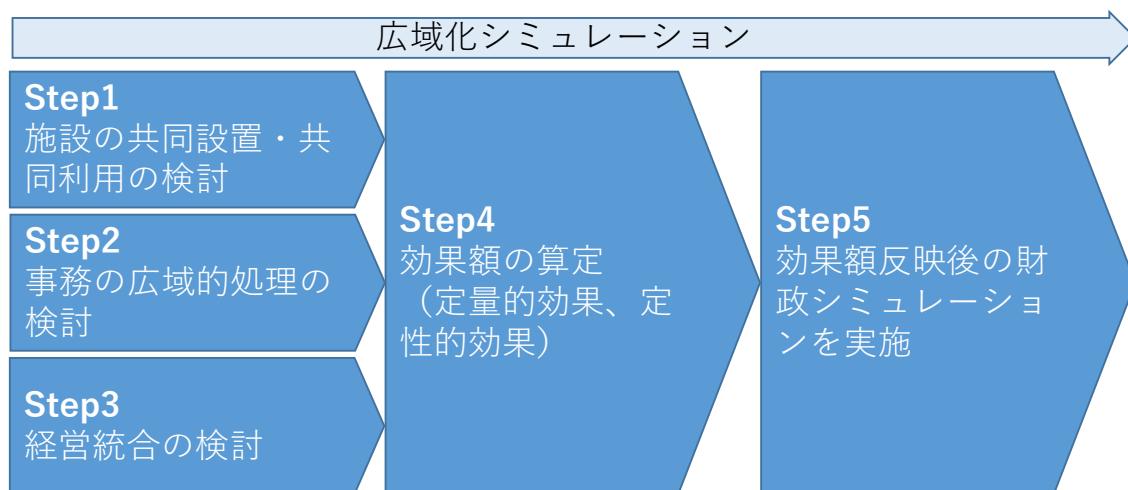 広域化シミュレーション
Step1
施設の共同設置・共
同利用の検討
Step2
事務の広域的処理の
検討
Step3
経営統合の検討
Step4
効果額の算定
（定量的効果、定
性的効果）
Step5
効果額反映後の財
政シミュレーショ
ンを実施